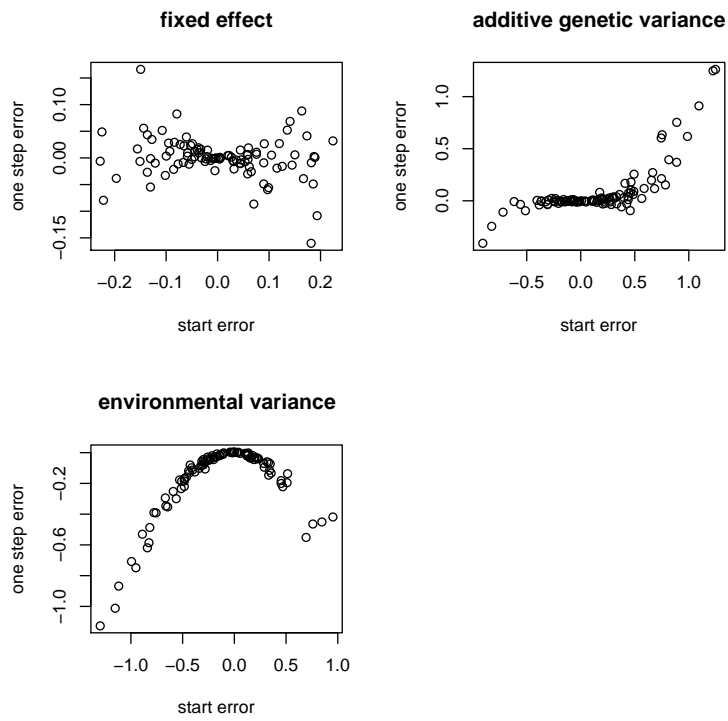 fixed effect
additive genetic variance
one step error
0.10
0.00
−0.15
−0.2 −0.1 0.0 0.1 0.2
start error
one step error
1.0
0.5
0.0
−0.5 0.0 0.5 1.0
start error
environmental variance
one step error
−0.2
−0.6
−1.0
−1.0 −0.5 0.0 0.5 1.0
start error